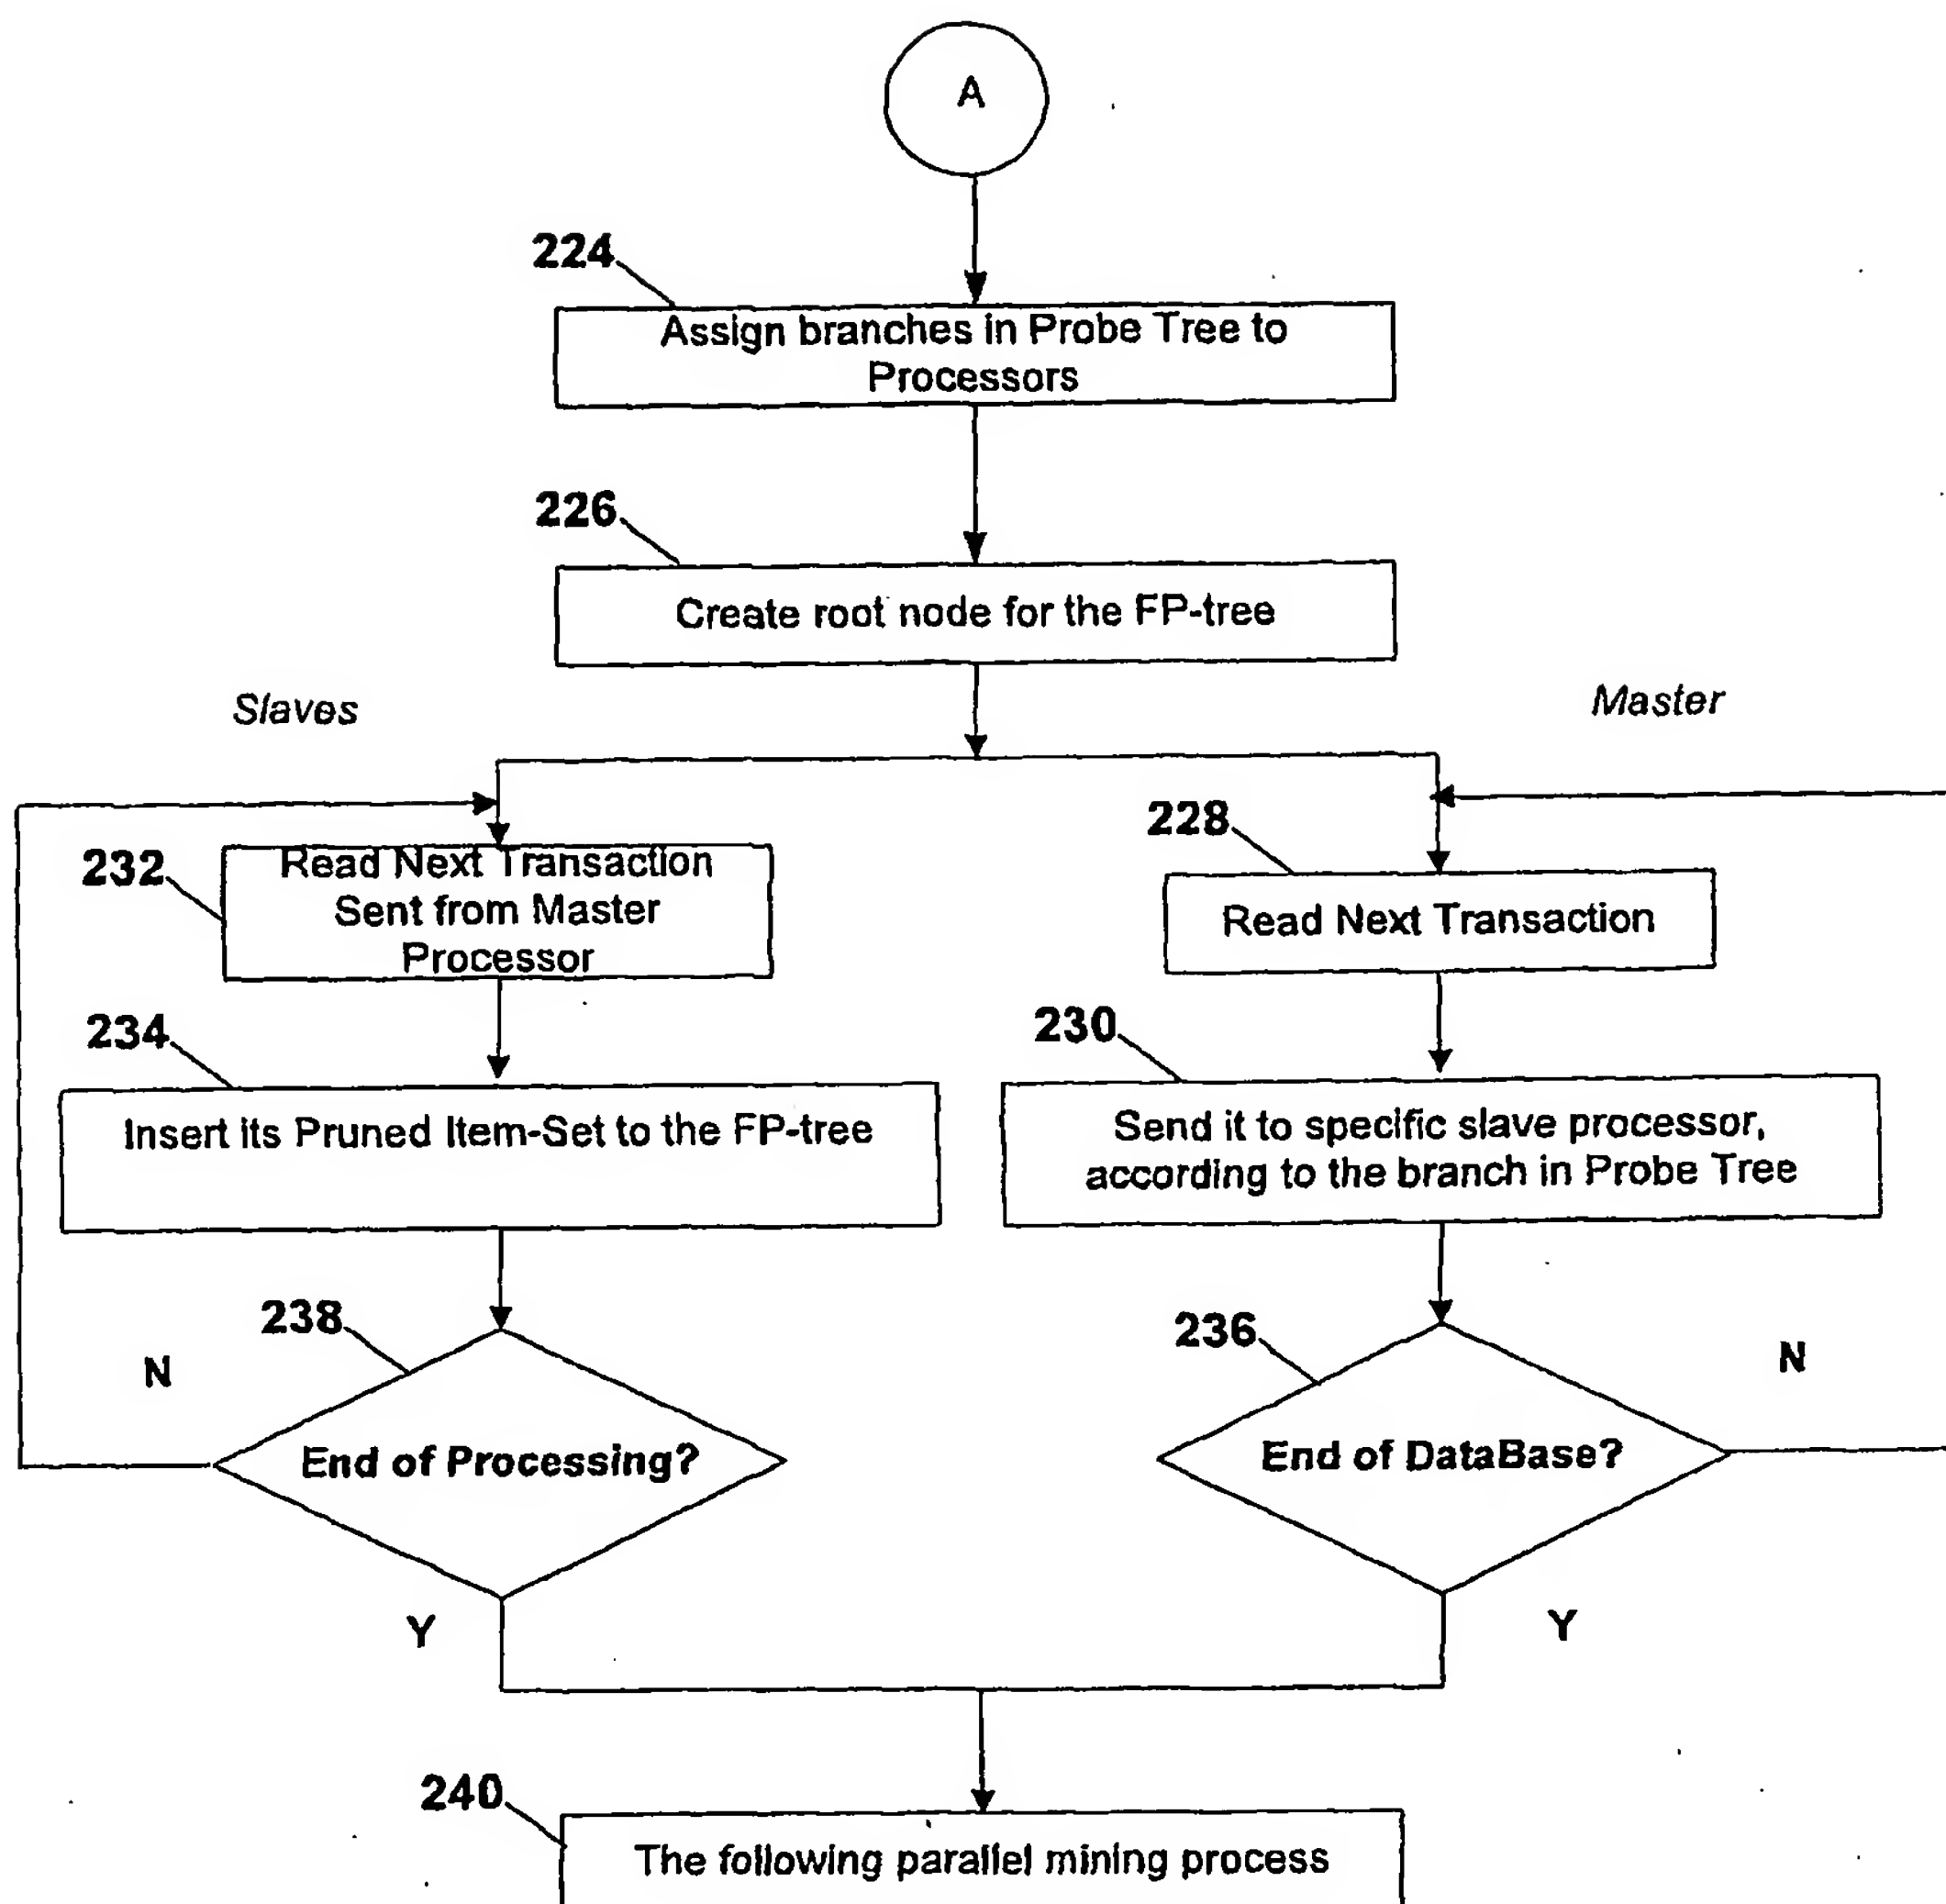 A
224
Assign branches in Probe Tree to
Processors
226
Create root node for the FP-tree
Slaves
Master
232
Read Next Transaction
Sent from Master
Processor
228
Read Next Transaction
234
Insert its Pruned Item-Set to the FP-tree
230
Send it to specific slave processor,
according to the branch in Probe Tree
238
N
End of Processing?
Y
236
N
End of DataBase?
Y
240
The following parallel mining process